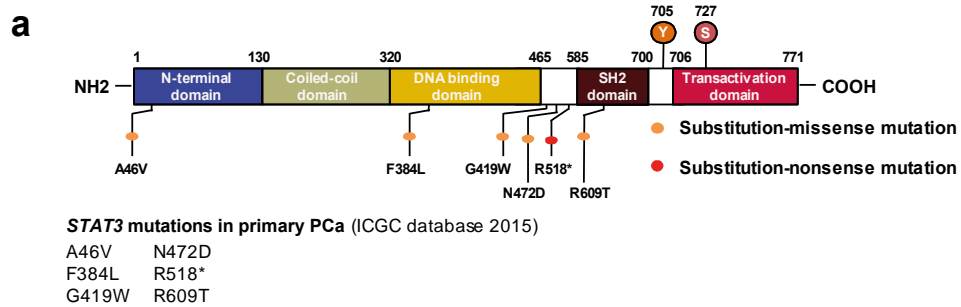 a
705 727
Y S
1 130 320 465 585 700 706 771
NH2 N-terminal domain Coiled-coil domain DNA binding domain SH2 domain Transactivation domain COOH
Substitution-missense mutation
A46V F384L G419W R518*
Substitution-nonsense mutation
N472D R609T
STAT3 mutations in primary PCa (ICGC database 2015)
A46V N472D
F384L R518*
G419W R609T